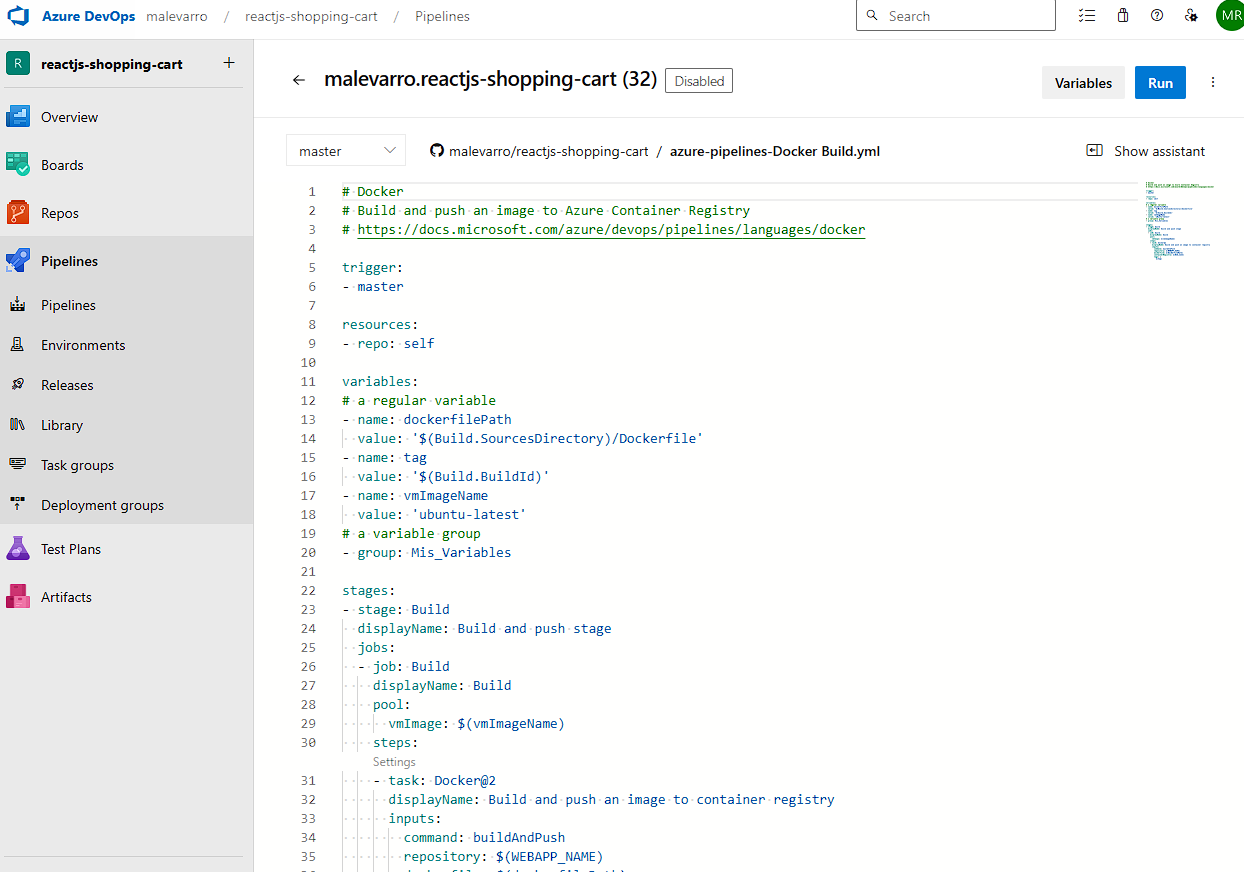 Azure DevOps malevarro / reactjs-shopping-cart / Pipelines
Search
MR
R reactjs-shopping-cart +
Overview
Boards
Repos
Pipelines
Pipelines
Environments
Releases
Library
Task groups
Deployment groups
Test Plans
Artifacts
malevarro.reactjs-shopping-cart (32) Disabled
Variables Run
master malevarro/reactjs-shopping-cart / azure-pipelines-Docker Build.yml Show assistant
1 # Docker
2 # Build and push an image to Azure Container Registry
3 # https://docs.microsoft.com/azure/devops/pipelines/languages/docker
4
5 trigger:
6 - master
7
8 resources:
9 - repo: self
10
11 variables:
12 # a regular variable
13 - name: dockerfilePath
14   value: '$(Build.SourcesDirectory)/Dockerfile'
15 - name: tag
16   value: '$(Build.BuildId)'
17 - name: vmImageName
18   value: 'ubuntu-latest'
19 # a variable group
20 - group: Mis_Variables
21
22 stages:
23 - stage: Build
24   displayName: Build and push stage
25   jobs:
26   - job: Build
27     displayName: Build
28     pool:
29       vmImage: $(vmImageName)
30     steps:
Settings
31     - task: Docker@2
32       displayName: Build and push an image to container registry
33       inputs:
34         command: buildAndPush
35         repository: $(WEBAPP_NAME)